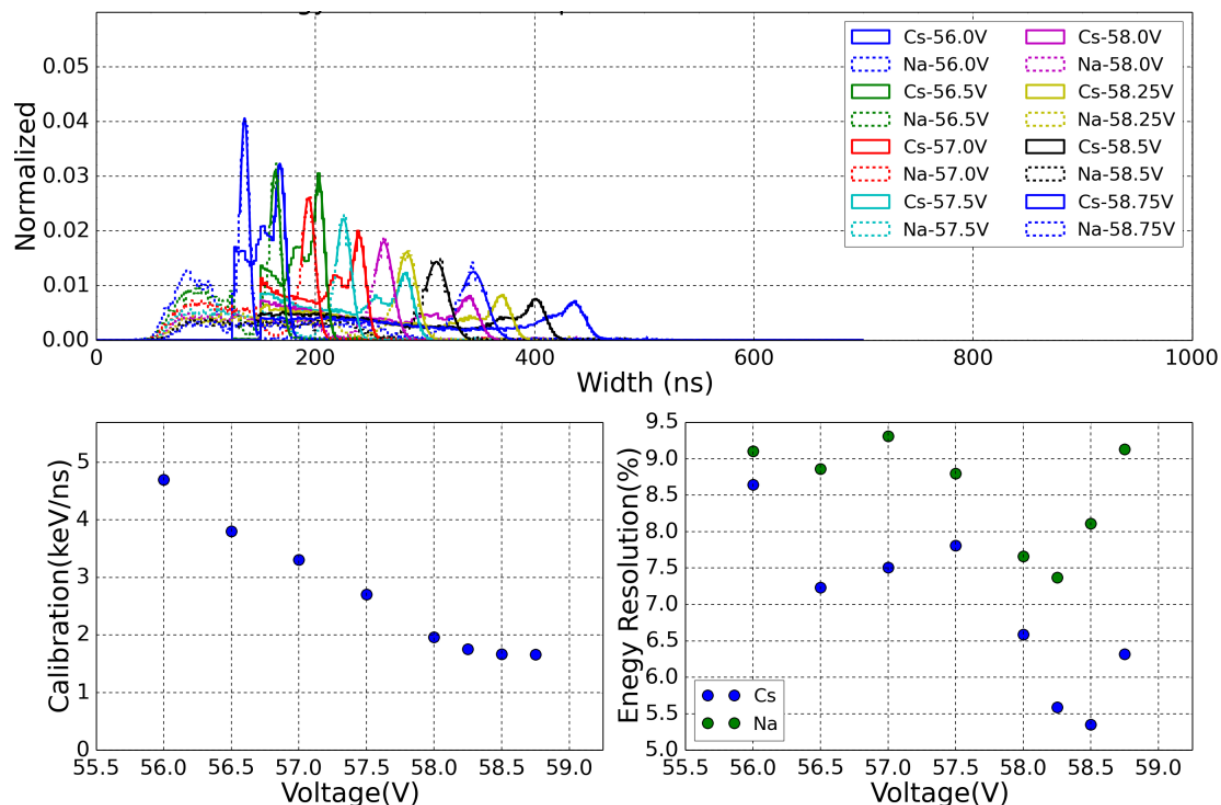 0.05
0.04
0.03
0.02
0.01
0.00
Normalized
0 200 400 600 800 1000
Width (ns)
Cs-56.0V
Na-56.0V
Cs-56.5V
Na-56.5V
Cs-57.0V
Na-57.0V
Cs-57.5V
Na-57.5V
Cs-58.0V
Na-58.0V
Cs-58.25V
Na-58.25V
Cs-58.5V
Na-58.5V
Cs-58.75V
Na-58.75V
5
4
3
2
1
0
Calibration(keV/ns)
55.5 56.0 56.5 57.0 57.5 58.0 58.5 59.0
Voltage(V)
9.5
9.0
8.5
8.0
7.5
7.0
6.5
6.0
5.5
5.0
Enegy Resolution(%)
Cs
Na
55.5 56.0 56.5 57.0 57.5 58.0 58.5 59.0
Voltage(V)